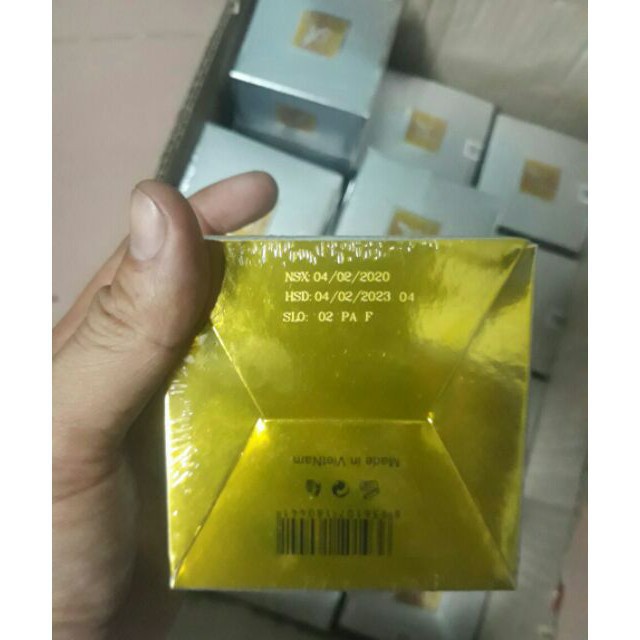 NSX: 04/02/2020
HSD: 04/02/2023 04
SLO: 02 PA F
Made in VietNam